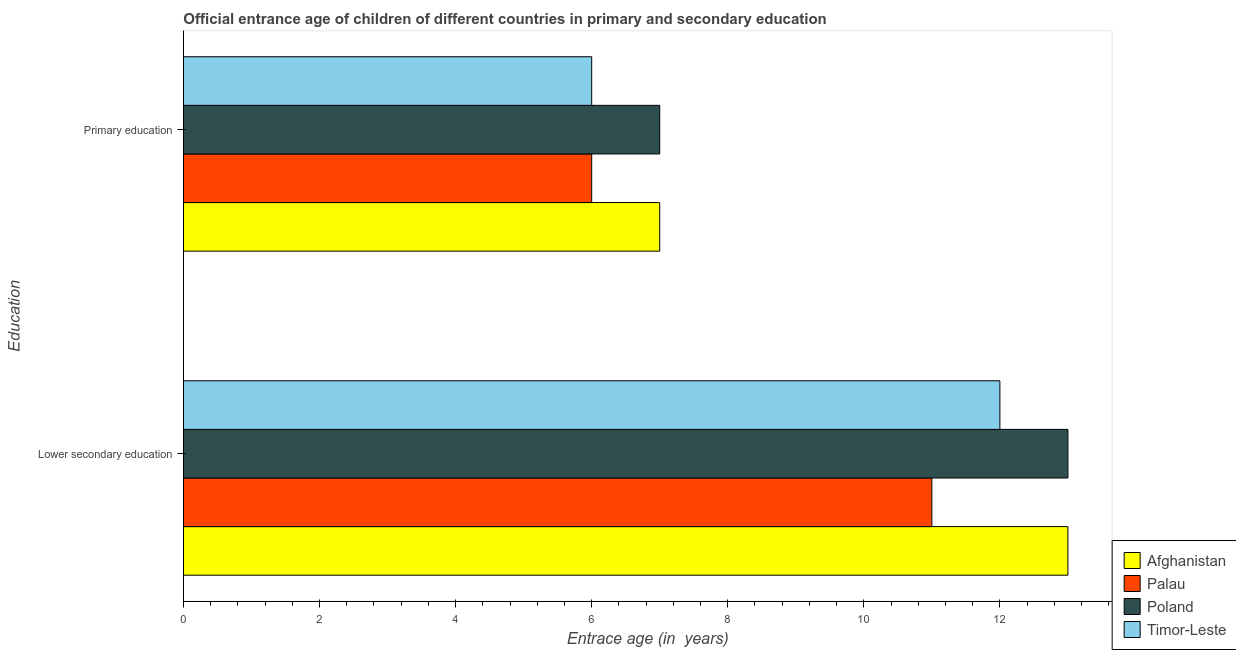 Official entrance age of children of different countries in primary and secondary education
Primary education
Lower secondary education
Education
0
2
4
6
8
10
12
Entrace age (in  years)
Afghanistan
Palau
Poland
Timor-Leste